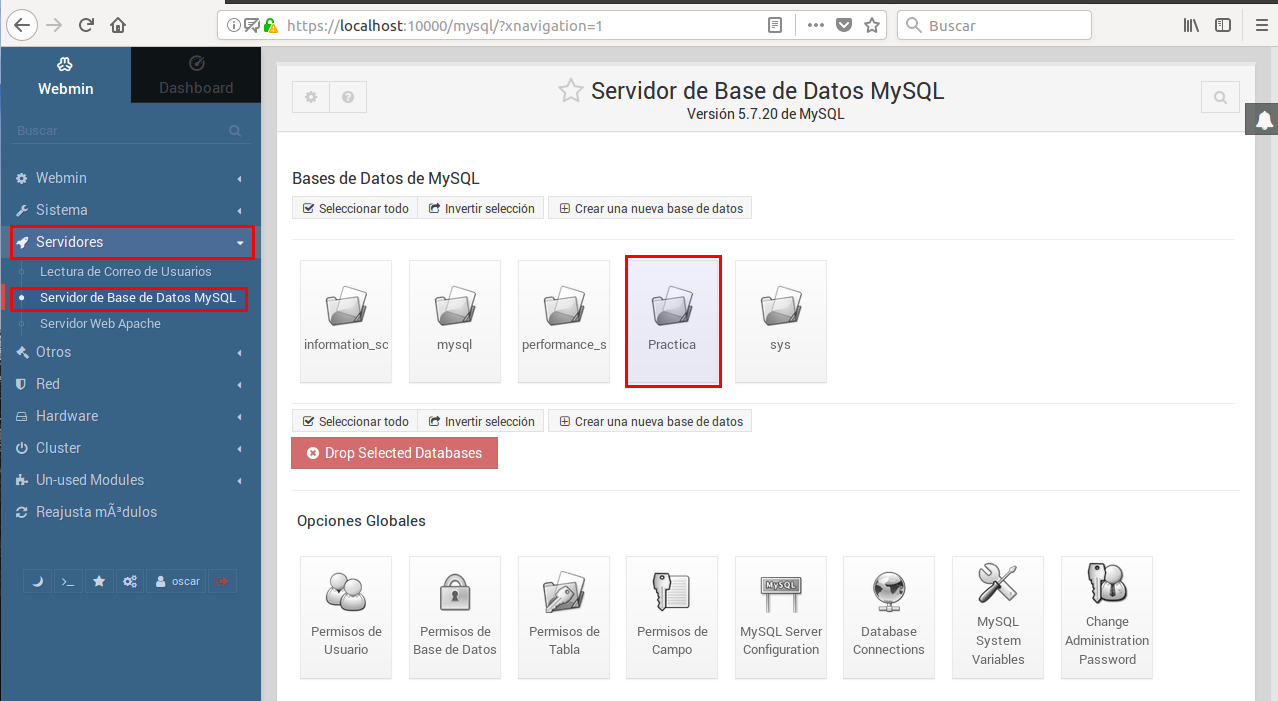 https://localhost:10000/mysql/?xnavigation=1
Buscar
Webmin
Dashboard
Buscar
Webmin
Sistema
Servidores
Lectura de Correo de Usuarios
Servidor de Base de Datos MySQL
Servidor Web Apache
Otros
Red
Hardware
Cluster
Un-used Modules
Reajusta mÃ³dulos
oscar
Servidor de Base de Datos MySQL
Versión 5.7.20 de MySQL
Bases de Datos de MySQL
Seleccionar todo Invertir selección Crear una nueva base de datos
information_sc mysql performance_s Practica sys
Seleccionar todo Invertir selección Crear una nueva base de datos
Drop Selected Databases
Opciones Globales
MySQL
Permisos de
Usuario
Permisos de
Base de Datos
Permisos de
Tabla
Permisos de
Campo
MySQL Server
Configuration
Database
Connections
MySQL
System
Variables
Change
Administration
Password